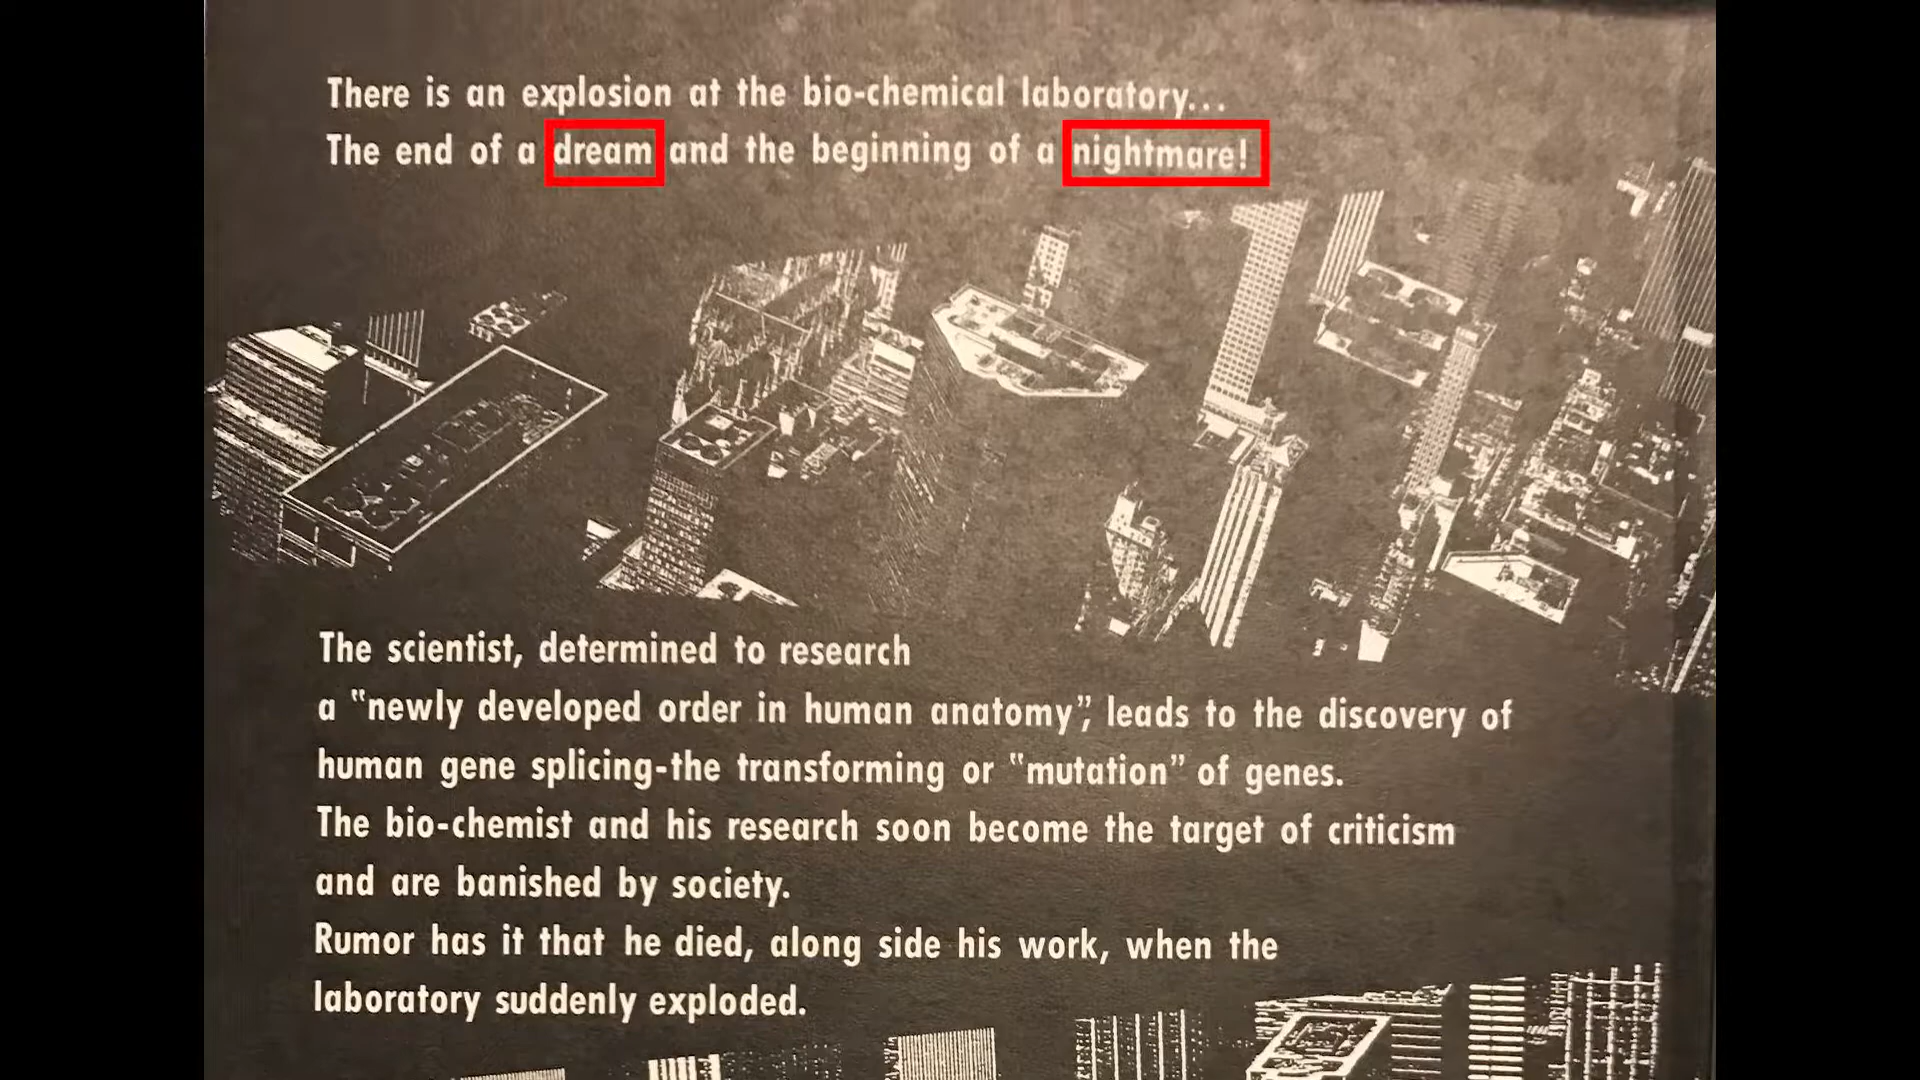 There is an explosion at the bio-chemical laboratory...
The end of a dream and the beginning of a nightmare!
The scientist, determined to research
a "newly developed order in human anatomy", leads to the discovery of
human gene splicing-the transforming or "mutation" of genes.
The bio-chemist and his research soon become the target of criticism
and are banished by society.
Rumor has it that he died, along side his work, when the
laboratory suddenly exploded.